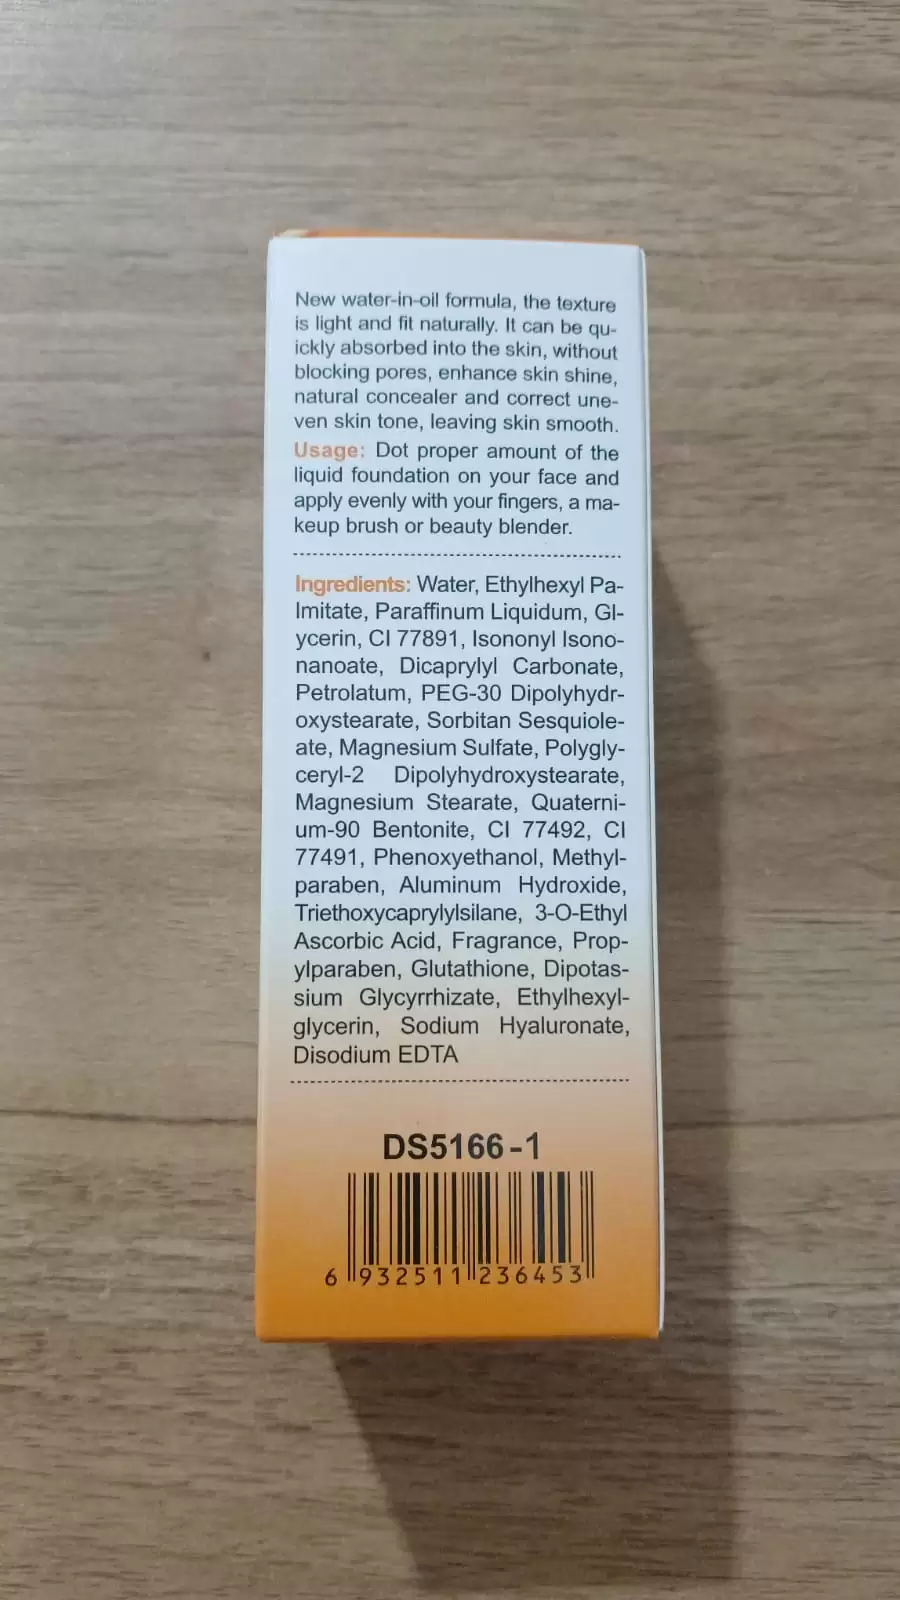 New water-in-oil formula, the texture
is light and fit naturally. It can be qu-
ickly absorbed into the skin, without
blocking pores, enhance skin shine,
natural concealer and correct une-
ven skin tone, leaving skin smooth.
Usage: Dot proper amount of the
liquid foundation on your face and
apply evenly with your fingers, a ma-
keup brush or beauty blender.
Ingredients: Water, Ethylhexyl Pa-
lmitate, Paraffinum Liquidum, Gl-
ycerin, CI 77891, Isononyl Isono-
nanoate, Dicaprylyl Carbonate,
Petrolatum, PEG-30 Dipolyhydr-
oxystearate, Sorbitan Sesquiole-
ate, Magnesium Sulfate, Polygly-
ceryl-2 Dipolyhydroxystearate,
Magnesium Stearate, Quaterni-
um-90 Bentonite, CI 77492, CI
77491, Phenoxyethanol, Methyl-
paraben, Aluminum Hydroxide,
Triethoxycaprylylsilane, 3-O-Ethyl
Ascorbic Acid, Fragrance, Prop-
ylparaben, Glutathione, Dipotas-
sium Glycyrrhizate, Ethylhexyl-
glycerin, Sodium Hyaluronate,
Disodium EDTA
DS5166-1
6 932511 236453